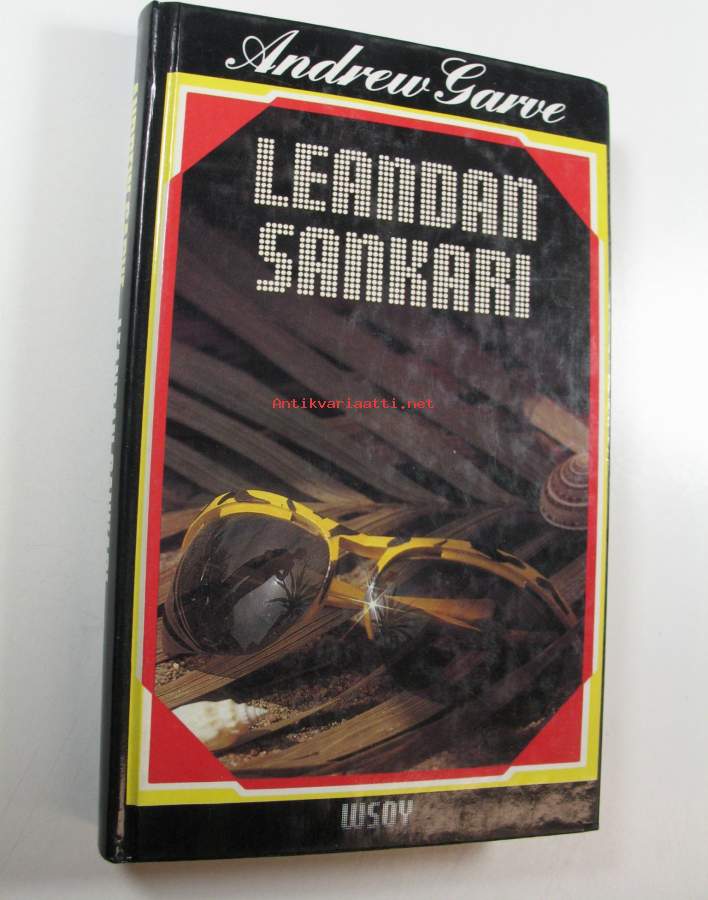 Andrew Garve
LEANDAN
SANKARI
Antikvariaatti.net
WSOY